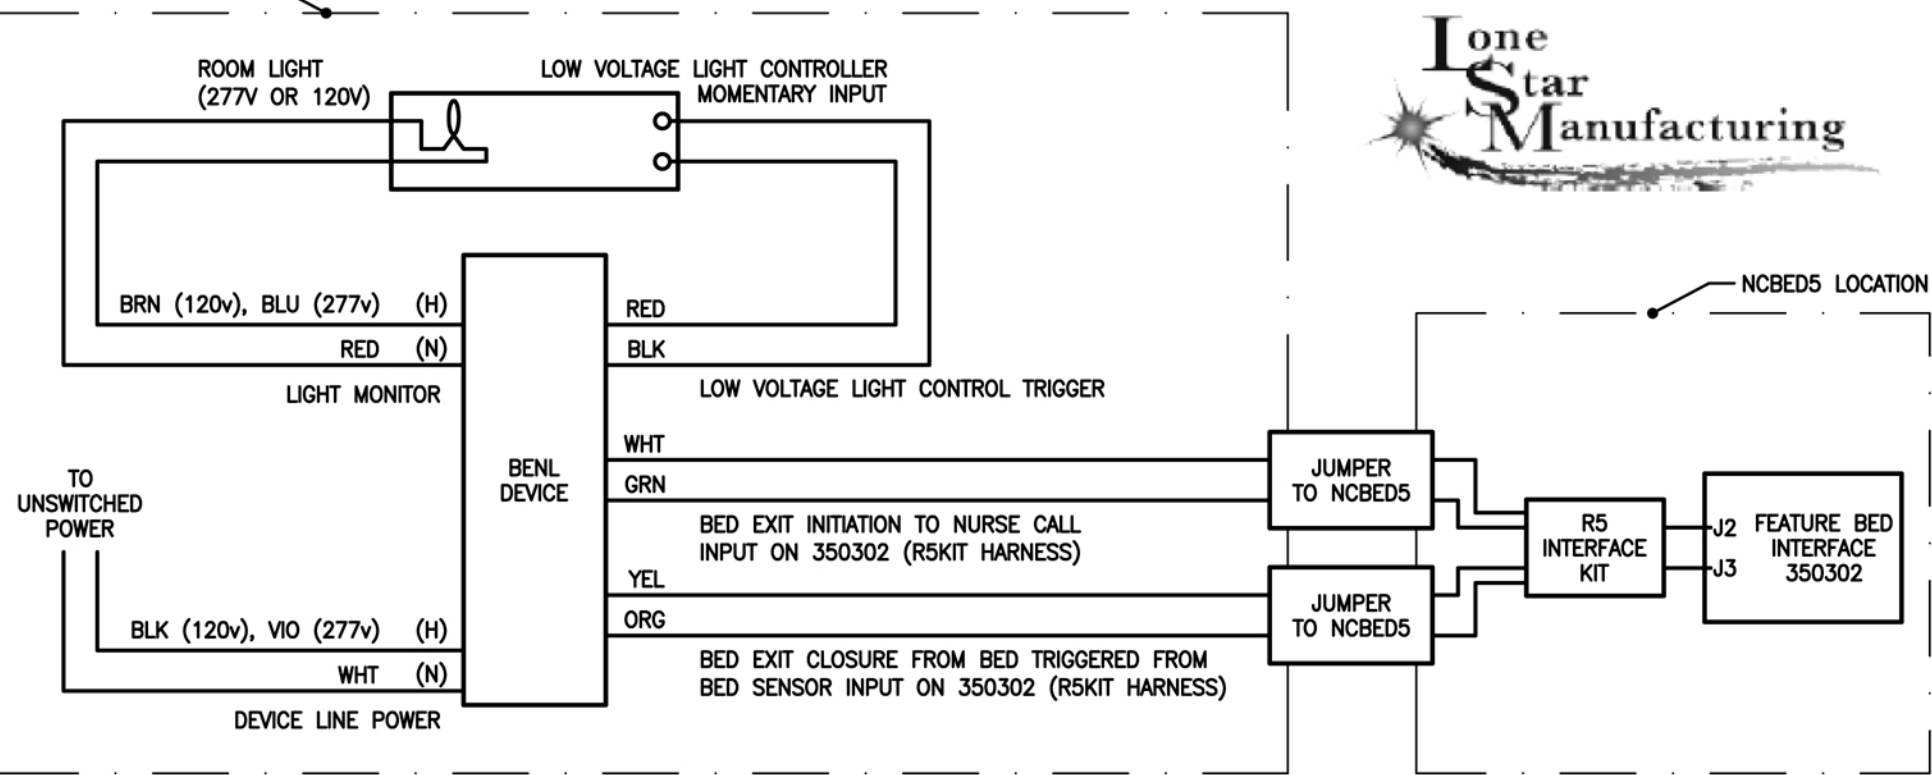 Lone
Star
Manufacturing
ROOM LIGHT
(277V OR 120V)
LOW VOLTAGE LIGHT CONTROLLER
MOMENTARY INPUT
NCBED5 LOCATION
BRN (120v), BLU (277v) (H)
RED (N)
LIGHT MONITOR
RED
BLK
LOW VOLTAGE LIGHT CONTROL TRIGGER
TO
UNSWITCHED
POWER
BENL
DEVICE
WHT
GRN
BED EXIT INITIATION TO NURSE CALL
INPUT ON 350302 (R5KIT HARNESS)
YEL
ORG
BED EXIT CLOSURE FROM BED TRIGGERED FROM
BED SENSOR INPUT ON 350302 (R5KIT HARNESS)
BLK (120v), VIO (277v) (H)
WHT (N)
DEVICE LINE POWER
JUMPER
TO NCBED5
JUMPER
TO NCBED5
R5
INTERFACE
KIT
J2
J3
FEATURE BED
INTERFACE
350302